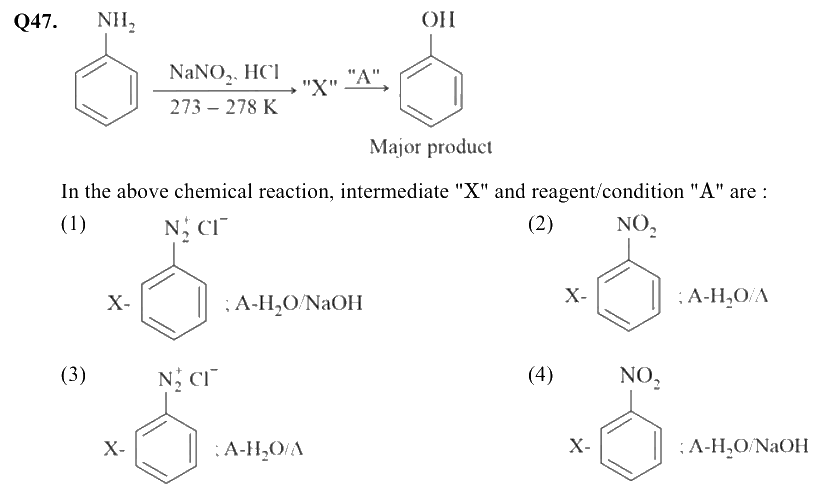 Q47. NH₂ OH
NaNO₂, HCl "X" "A"
273 – 278 K
Major product
In the above chemical reaction, intermediate "X" and reagent/condition "A" are :
(1) N₂⁺ Cl⁻ (2) NO₂
X- ; A-H₂O/NaOH X- ; A-H₂O/Δ
(3) N₂⁺ Cl⁻ (4) NO₂
X- ; A-H₂O/Δ X- ; A-H₂O/NaOH